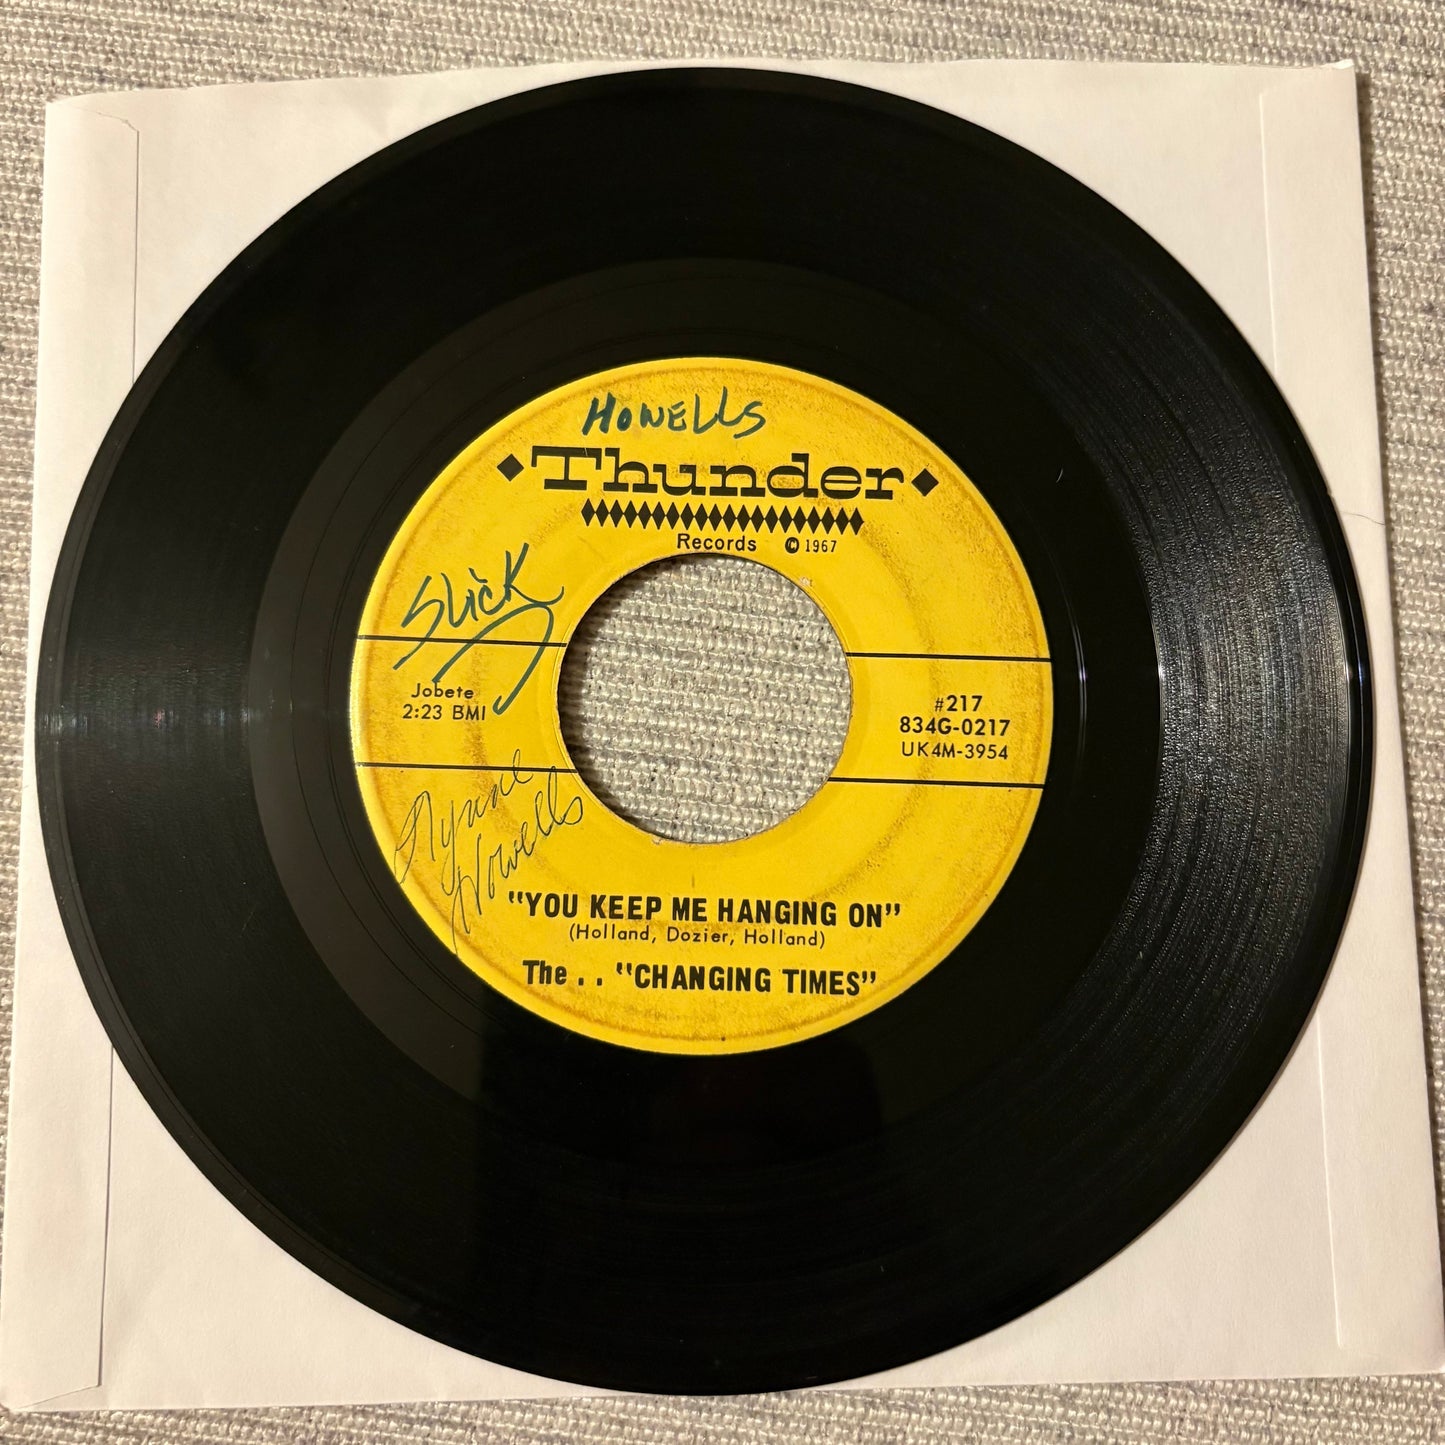 HOWELLS
Thunder
Records © 1967
SLICK
Jobete
2:23 BMI
#217
834G-0217
UK4M-3954
Howells
"YOU KEEP ME HANGING ON"
(Holland, Dozier, Holland)
The . . "CHANGING TIMES"